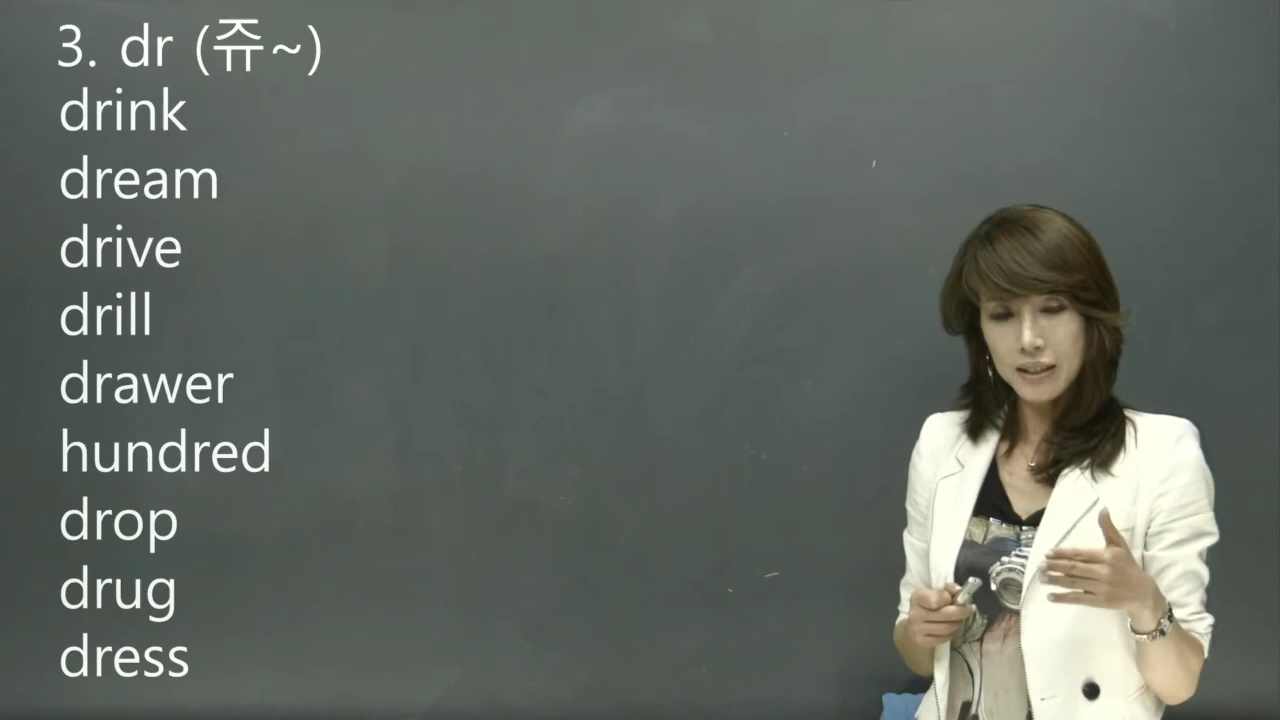 3. dr (쥬~)
drink
dream
drive
drill
drawer
hundred
drop
drug
dress